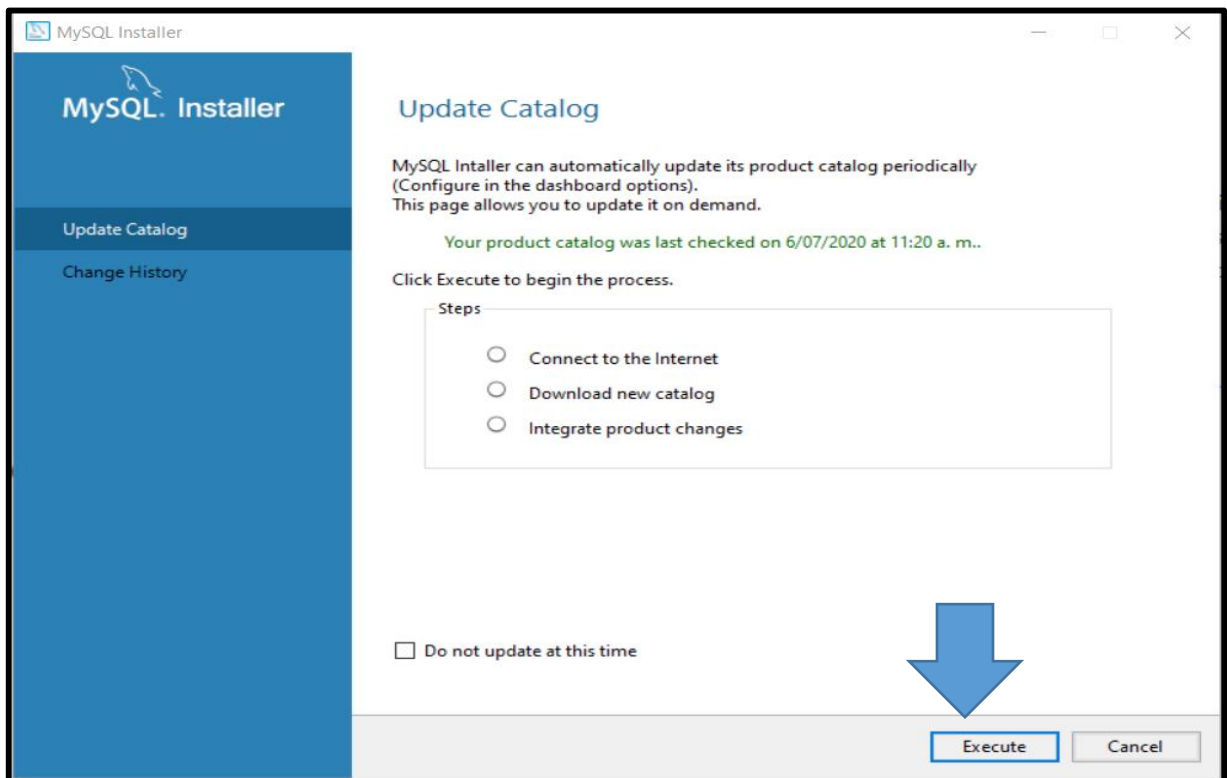 MySQL Installer
MySQL. Installer
Update Catalog
Change History
Update Catalog
MySQL Intaller can automatically update its product catalog periodically
(Configure in the dashboard options).
This page allows you to update it on demand.
Your product catalog was last checked on 6/07/2020 at 11:20 a. m..
Click Execute to begin the process.
Steps
Connect to the Internet
Download new catalog
Integrate product changes
Do not update at this time
Execute
Cancel